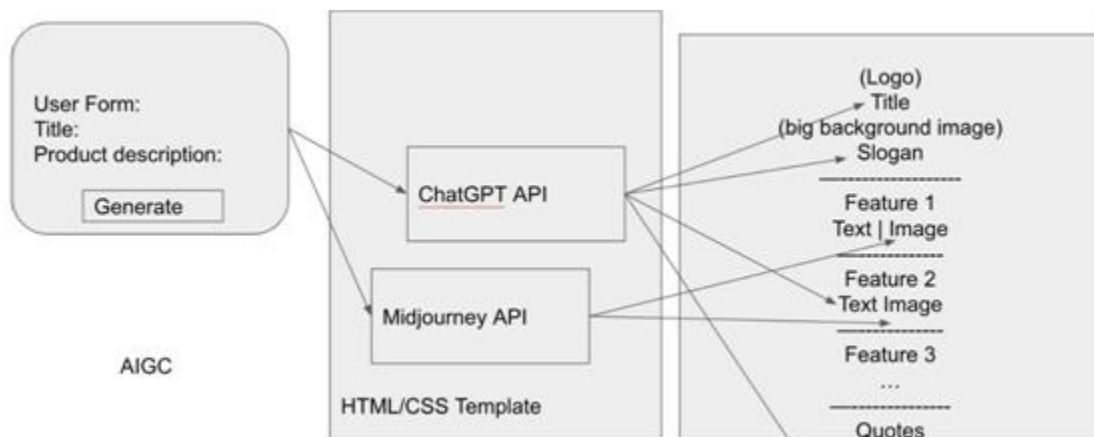 User Form:
Title:
Product description:
Generate
AIGC
ChatGPT API
Midjourney API
HTML/CSS Template
(Logo)
Title
(big background image)
Slogan
Feature 1
Text | Image
Feature 2
Text Image
Feature 3
...
Quotes